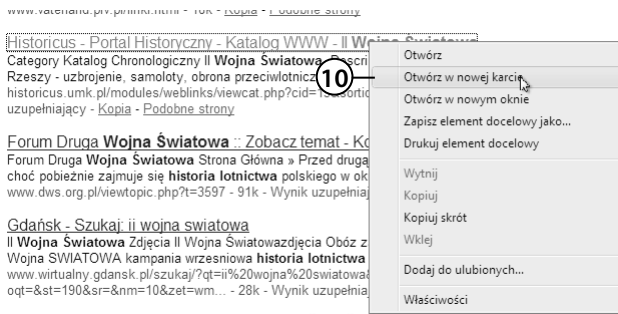 Historicus - Portal Historyczny - Katalog WWW - II Wojna Światowa
Category Katalog Chronologiczny II Wojna Światowa, Descri
Rzeszy - uzbrojenie, samoloty, obrona przeciwlotnicz
historicus.umk.pl/modules/weblinks/viewcat.php?cid=
uzupełniający - Kopia - Podobne strony
Forum Druga Wojna Światowa :: Zobacz temat - Ko
Forum Druga Wojna Światowa Strona Główna » Przed drugą
choć pobieżnie zajmuje się historia lotnictwa polskiego w ok
www.dws.org.pl/viewtopic.php?t=3597 - 91k - Wynik uzupełniaj
Gdańsk - Szukaj: ii wojna swiatowa
II Wojna Światowa Zdjęcia II Wojna Światowazdjęcia Obóz z
Wojna SWIATOWA kampania wrzesniowa historia lotnictwa
www.wirtualny.gdansk.pl/szukaj/?qt=ii%20wojna%20swiatowa&
oqt=&st=190&sr=&nm=10&zet=wm... - 28k - Wynik uzupełnia
10
Otwórz
Otwórz w nowej karcie
Otwórz w nowym oknie
Zapisz element docelowy jako...
Drukuj element docelowy
Wytnij
Kopiuj
Kopiuj skrót
Wklej
Dodaj do ulubionych...
Właściwości